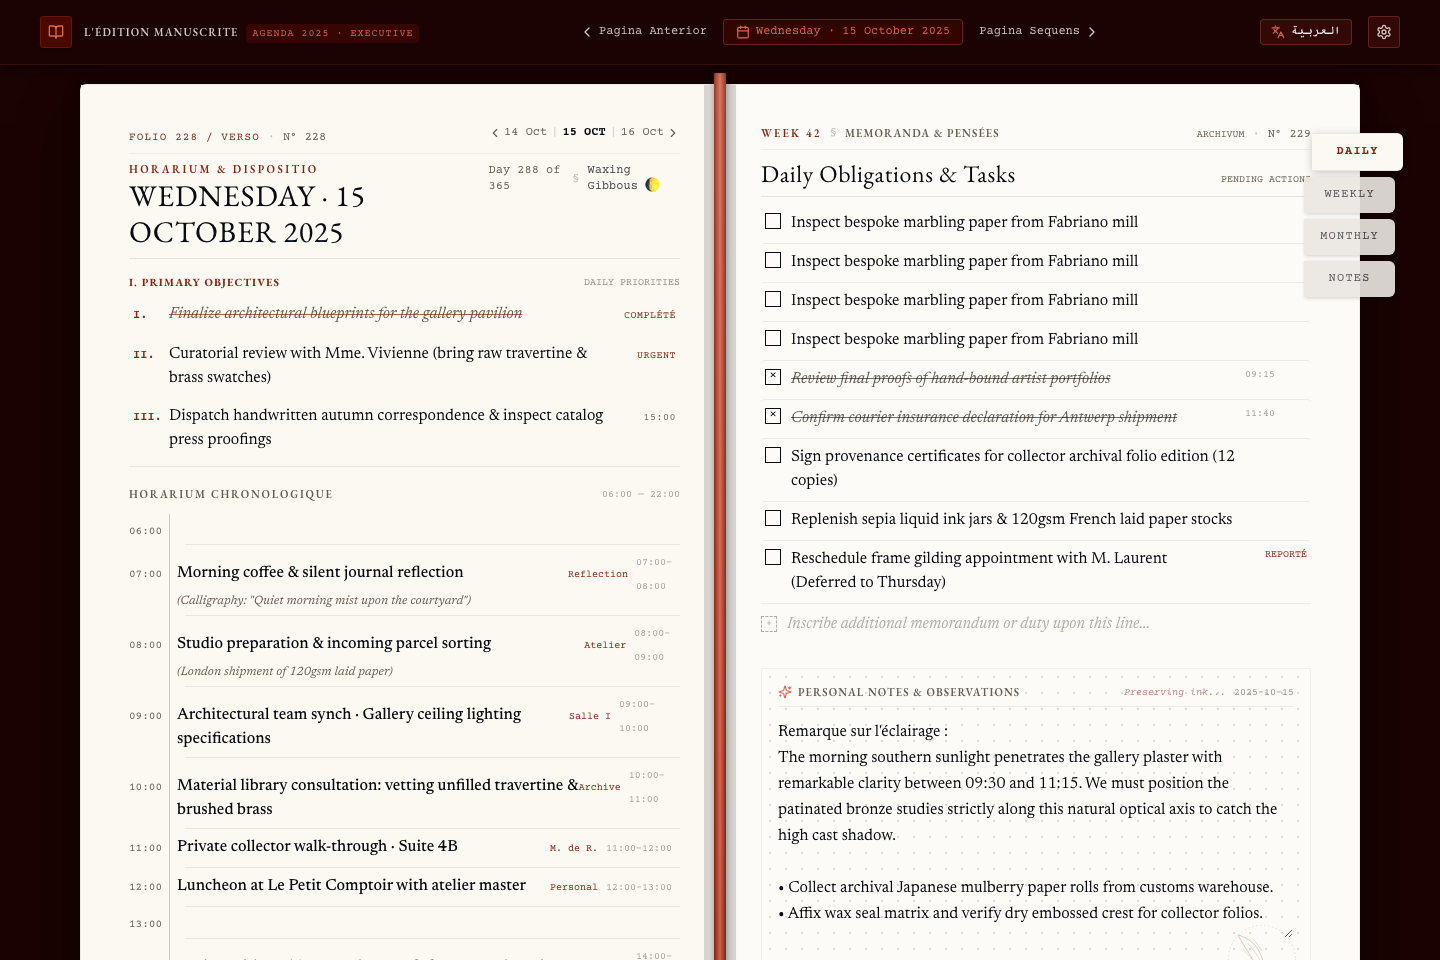 L'ÉDITION MANUSCRITE AGENDA 2025 · EXECUTIVE
Pagina Anterior
Wednesday · 15 October 2025
Pagina Sequens
العربية
FOLIO 228 / VERSO · N° 228
14 Oct | 15 OCT | 16 Oct
HORARIUM & DISPOSITIO
WEDNESDAY · 15
OCTOBER 2025
Day 288 of
365
§
Waxing
Gibbous
I. PRIMARY OBJECTIVES
DAILY PRIORITIES
I. Finalize architectural blueprints for the gallery pavilion COMPLÉTÉ
II. Curatorial review with Mme. Vivienne (bring raw travertine & URGENT
brass swatches)
III. Dispatch handwritten autumn correspondence & inspect catalog 15:00
press proofings
HORARIUM CHRONOLOGIQUE 06:00 — 22:00
06:00
07:00 Morning coffee & silent journal reflection Reflection 07:00–
08:00
(Calligraphy: "Quiet morning mist upon the courtyard")
08:00 Studio preparation & incoming parcel sorting Atelier 08:00–
09:00
(London shipment of 120gsm laid paper)
09:00 Architectural team synch · Gallery ceiling lighting Salle I 09:00–
specifications 10:00
10:00 Material library consultation: vetting unfilled travertine & Archive 10:00–
brushed brass 11:00
11:00 Private collector walk-through · Suite 4B M. de R. 11:00–12:00
12:00 Luncheon at Le Petit Comptoir with atelier master Personal 12:00–13:00
13:00
14:00–
WEEK 42 § MEMORANDA & PENSÉES
ARCHIVUM · N° 229
Daily Obligations & Tasks
PENDING ACTIONS
Inspect bespoke marbling paper from Fabriano mill
Inspect bespoke marbling paper from Fabriano mill
Inspect bespoke marbling paper from Fabriano mill
Inspect bespoke marbling paper from Fabriano mill
× Review final proofs of hand-bound artist portfolios 09:15
× Confirm courier insurance declaration for Antwerp shipment 11:40
Sign provenance certificates for collector archival folio edition (12
copies)
Replenish sepia liquid ink jars & 120gsm French laid paper stocks
Reschedule frame gilding appointment with M. Laurent REPORTÉ
(Deferred to Thursday)
+ Inscribe additional memorandum or duty upon this line...
PERSONAL NOTES & OBSERVATIONS Preserving ink... 2025-10-15
Remarque sur l'éclairage :
The morning southern sunlight penetrates the gallery plaster with
remarkable clarity between 09:30 and 11:15. We must position the
patinated bronze studies strictly along this natural optical axis to catch the
high cast shadow.
• Collect archival Japanese mulberry paper rolls from customs warehouse.
• Affix wax seal matrix and verify dry embossed crest for collector folios.
DAILY
WEEKLY
MONTHLY
NOTES